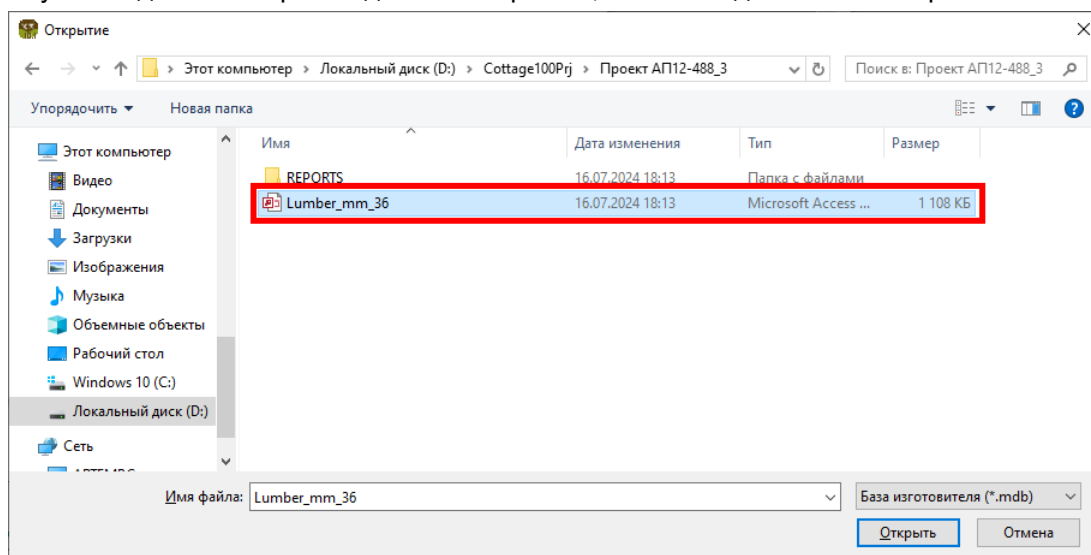 Открытие
Этот компьютер › Локальный диск (D:) › Cottage100Prj › Проект АП12-488_3
Поиск в: Проект АП12-488_3
Упорядочить Новая папка
Этот компьютер
Видео
Документы
Загрузки
Изображения
Музыка
Объемные объекты
Рабочий стол
Windows 10 (C:)
Локальный диск (D:)
Сеть
Имя Дата изменения Тип Размер
REPORTS 16.07.2024 18:13 Папка с файлами
Lumber_mm_36 16.07.2024 18:13 Microsoft Access ... 1 108 КБ
Имя файла: Lumber_mm_36 База изготовителя (*.mdb)
Открыть Отмена